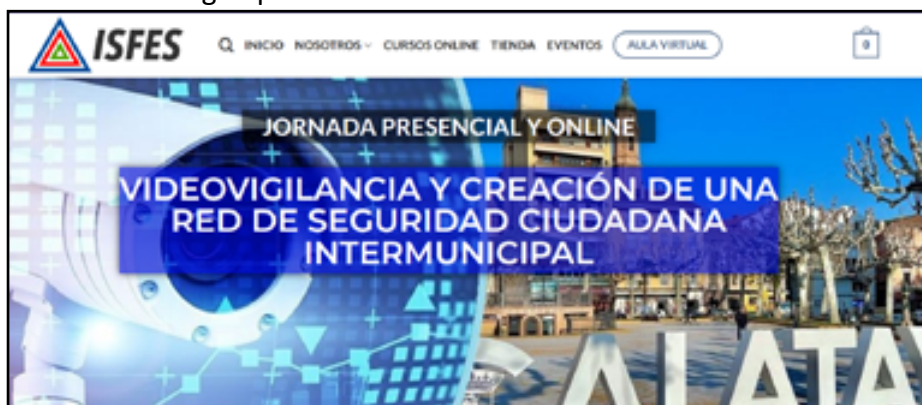 ISFES
INICIO NOSOTROS CURSOS ONLINE TIENDA EVENTOS AULA VIRTUAL 0
JORNADA PRESENCIAL Y ONLINE
VIDEOVIGILANCIA Y CREACIÓN DE UNA
RED DE SEGURIDAD CIUDADANA
INTERMUNICIPAL
ALATA